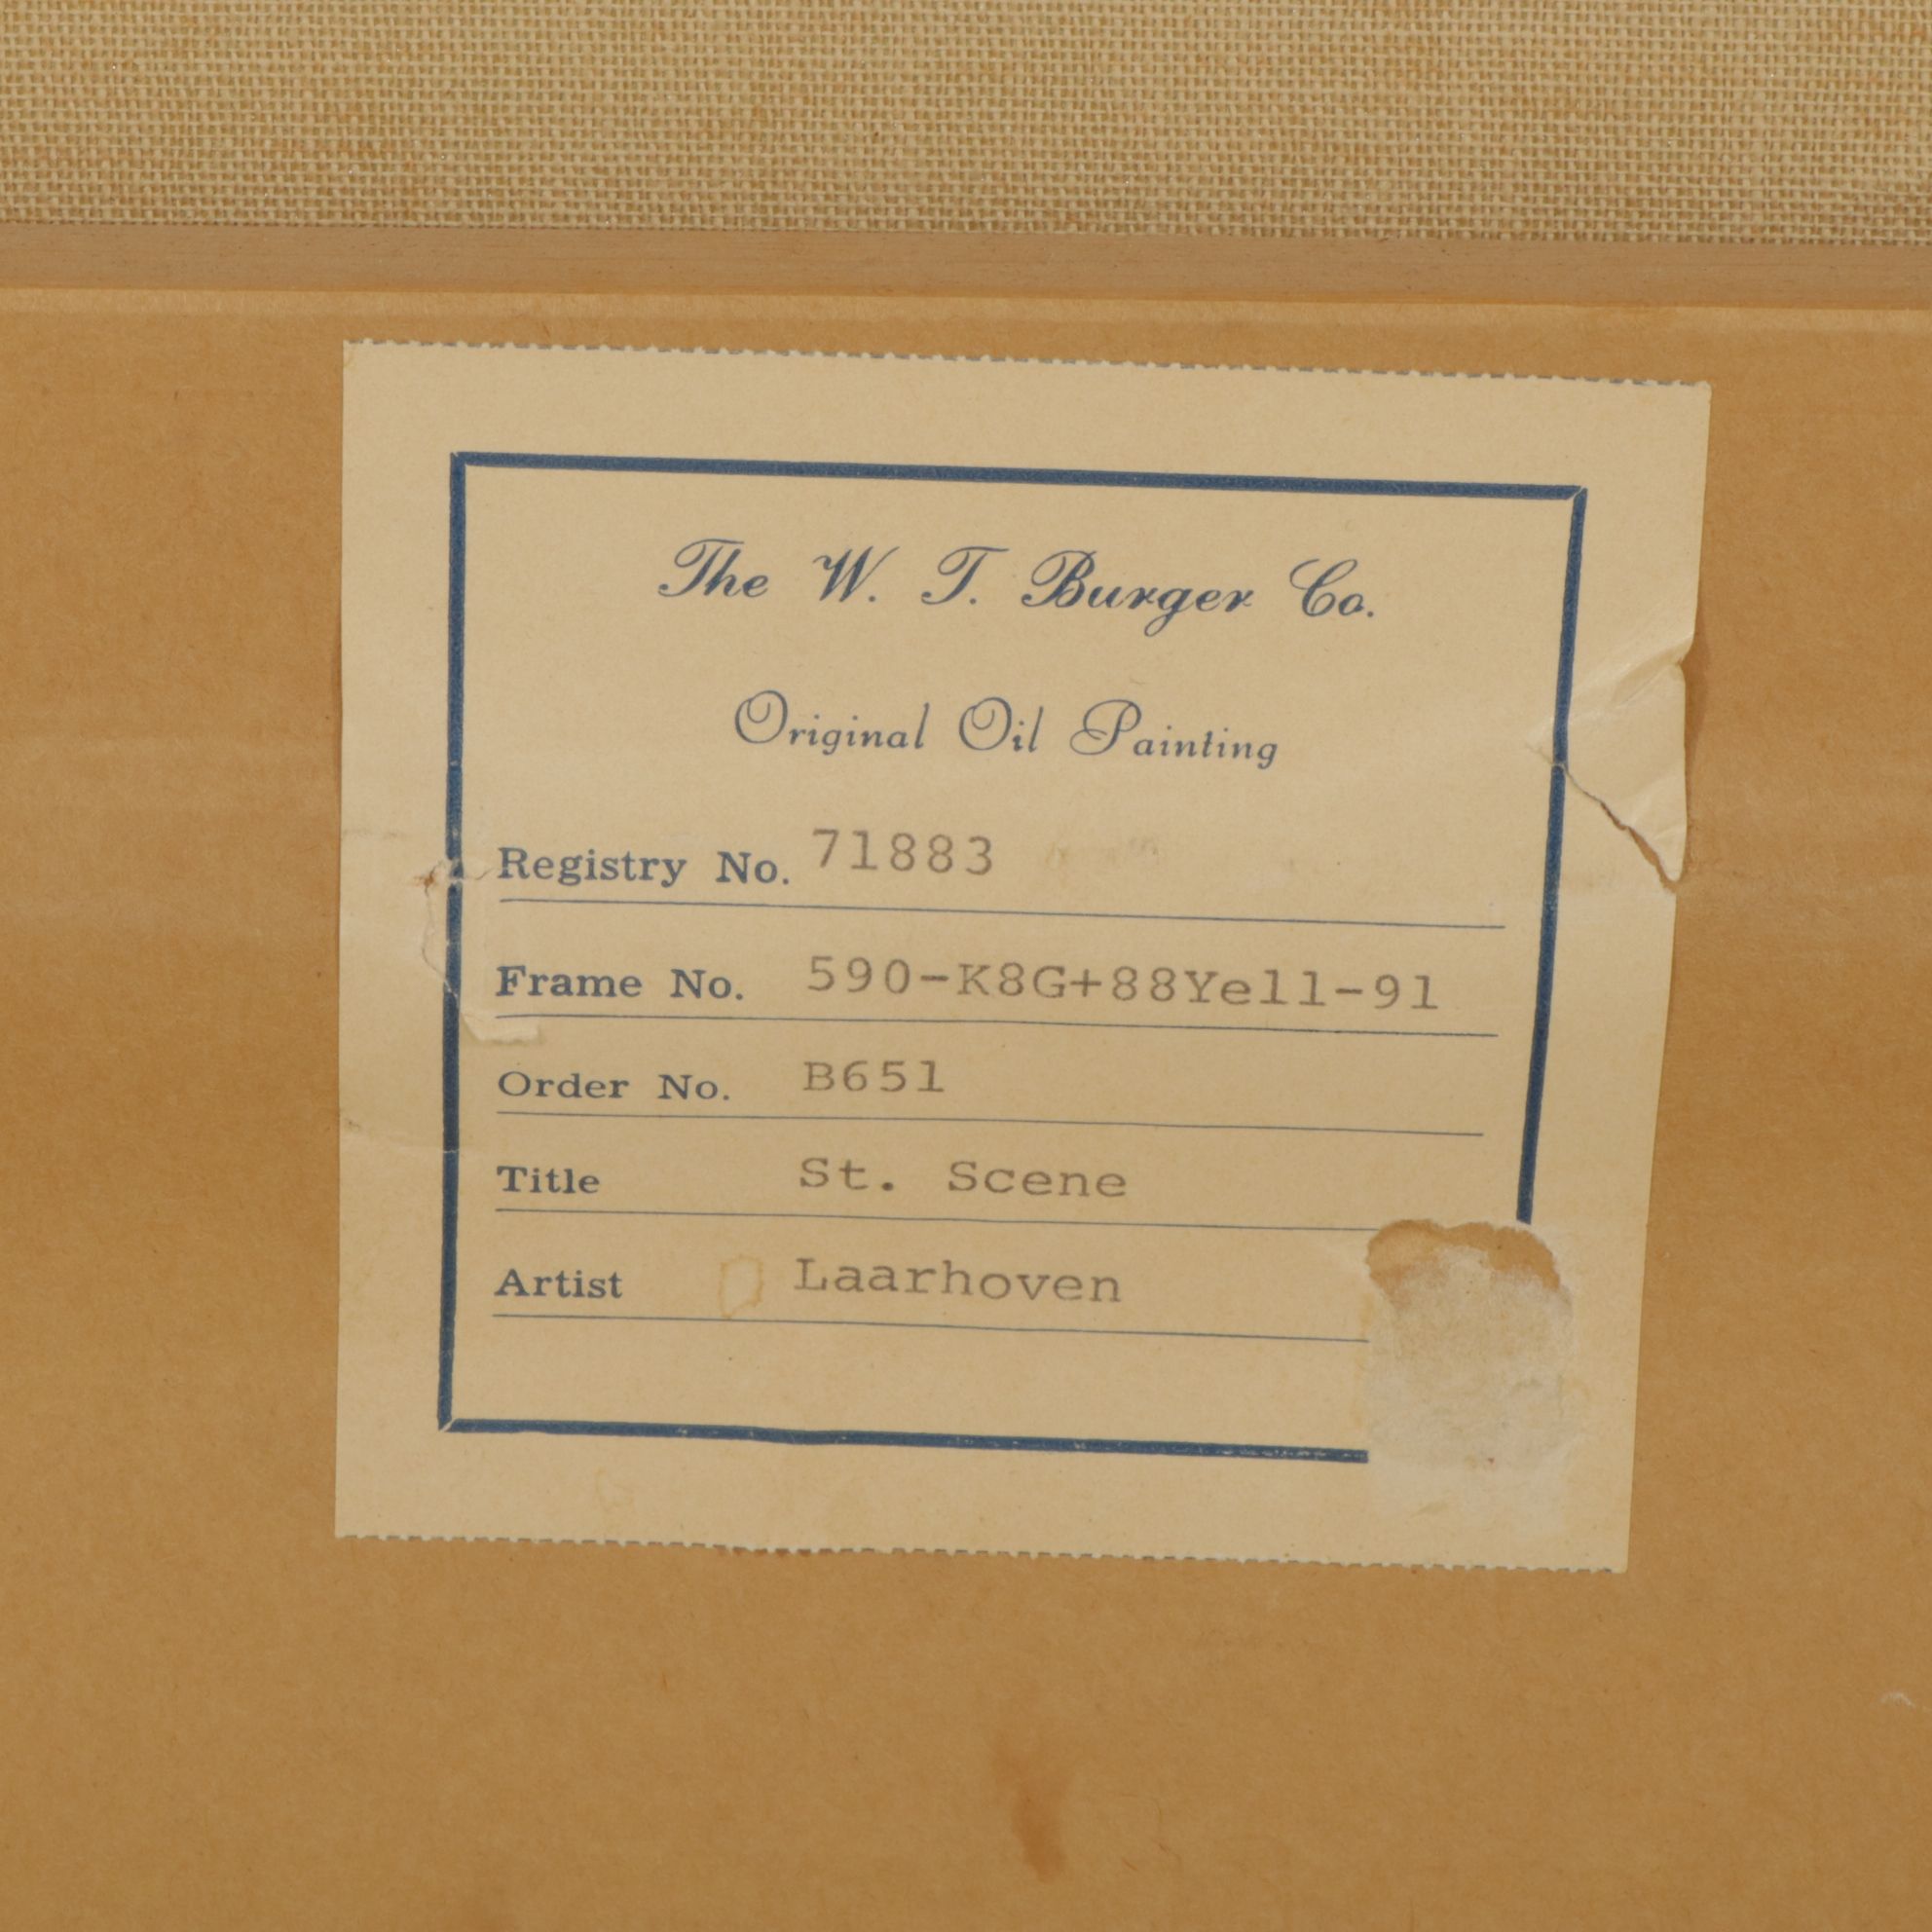 The W. T. Burger Co.
Original Oil Painting
Registry No. 71883
Frame No. 590-K8G+88Yell-91
Order No. B651
Title St. Scene
Artist Laarhoven